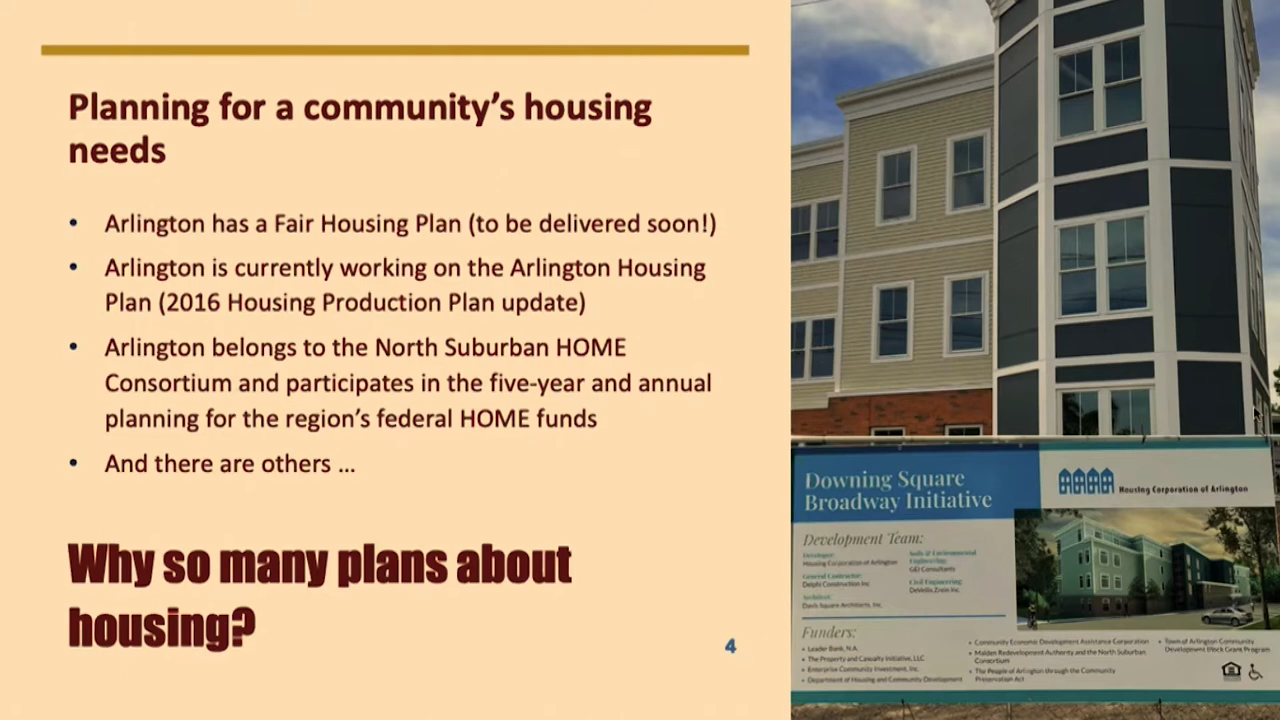 Planning for a community's housing
needs
• Arlington has a Fair Housing Plan (to be delivered soon!)
• Arlington is currently working on the Arlington Housing
Plan (2016 Housing Production Plan update)
• Arlington belongs to the North Suburban HOME
Consortium and participates in the five-year and annual
planning for the region's federal HOME funds
• And there are others ...
Why so many plans about
housing?
4
Downing Square
Broadway Initiative
Housing Corporation of Arlington
Development Team:
Developer:
Housing Corporation of Arlington
General Contractor:
Delphi Construction Inc
Architect:
Davis Square Architects, Inc.
Soils & Environmental
Engineering:
GEI Consultants
Civil Engineering:
DeVellis Zrein Inc.
Funders:
• Leader Bank, N.A.
• The Property and Casualty Initiative, LLC
• Enterprise Community Investment, Inc.
• Department of Housing and Community Development
• Community Economic Development Assistance Corporation
• Malden Redevelopment Authority and the North Suburban
Consortium
• The People of Arlington through the Community
Preservation Act
• Town of Arlington Community
Development Block Grant Program